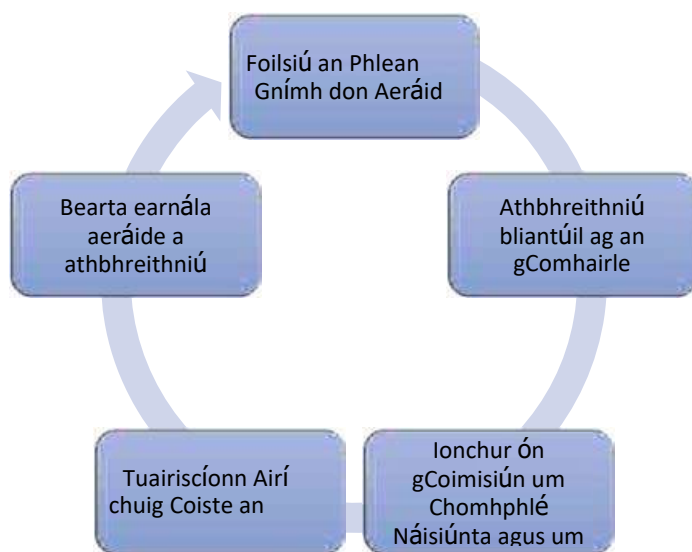 Foilsiú an Phlean
Gnímh don Aeráid
Athbhreithniú
bliantúil ag an
gComhairle
Ionchur ón
gCoimisiún um
Chomhphlé
Náisiúnta agus um
Tuairiscíonn Airí
chuig Coiste an
Bearta earnála
aeráide a
athbhreithniú